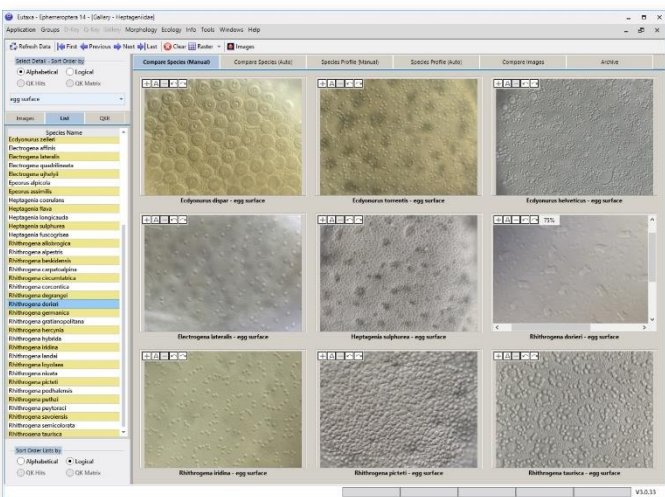 Eutaxa - Ephemeroptera 14 - [Gallery - Heptageniidae]
Application Groups D-Key Q-Key Gallery Morphology Ecology Info Tools Windows Help
Refresh Data First Previous Next Last Clear Raster Images
Select Detail - Sort Order by
Alphabetical Logical
QK Hits QK Matrix
egg surface
Images List QSR
Species Name
Ecdyonurus zelleri
Electrogena affinis
Electrogena lateralis
Electrogena quadrilineata
Electrogena ujhelyii
Epeorus alpicola
Epeorus assimilis
Heptagenia coerulans
Heptagenia flava
Heptagenia longicauda
Heptagenia sulphurea
Heptagenia fuscogrisea
Rhithrogena allobrogica
Rhithrogena alpestris
Rhithrogena beskidensis
Rhithrogena carpatoalpina
Rhithrogena circumtatrica
Rhithrogena corcontica
Rhithrogena degrangei
Rhithrogena dorieri
Rhithrogena germanica
Rhithrogena gratianopolitana
Rhithrogena hercynia
Rhithrogena hybrida
Rhithrogena iridina
Rhithrogena landai
Rhithrogena loyolaea
Rhithrogena nivata
Rhithrogena picteti
Rhithrogena podhalensis
Rhithrogena puthzi
Rhithrogena puytoraci
Rhithrogena savoiensis
Rhithrogena semicolorata
Rhithrogena taurisca
Sort Order Lists by
Alphabetical Logical
QK Hits QK Matrix
Compare Species (Manual) Compare Species (Auto) Species Profile (Manual) Species Profile (Auto) Compare Images Archive
Ecdyonurus dispar - egg surface
Ecdyonurus torrentis - egg surface
Ecdyonurus helveticus - egg surface
75%
Electrogena lateralis - egg surface
Heptagenia sulphurea - egg surface
Rhithrogena dorieri - egg surface
Rhithrogena iridina - egg surface
Rhithrogena picteti - egg surface
Rhithrogena taurisca - egg surface